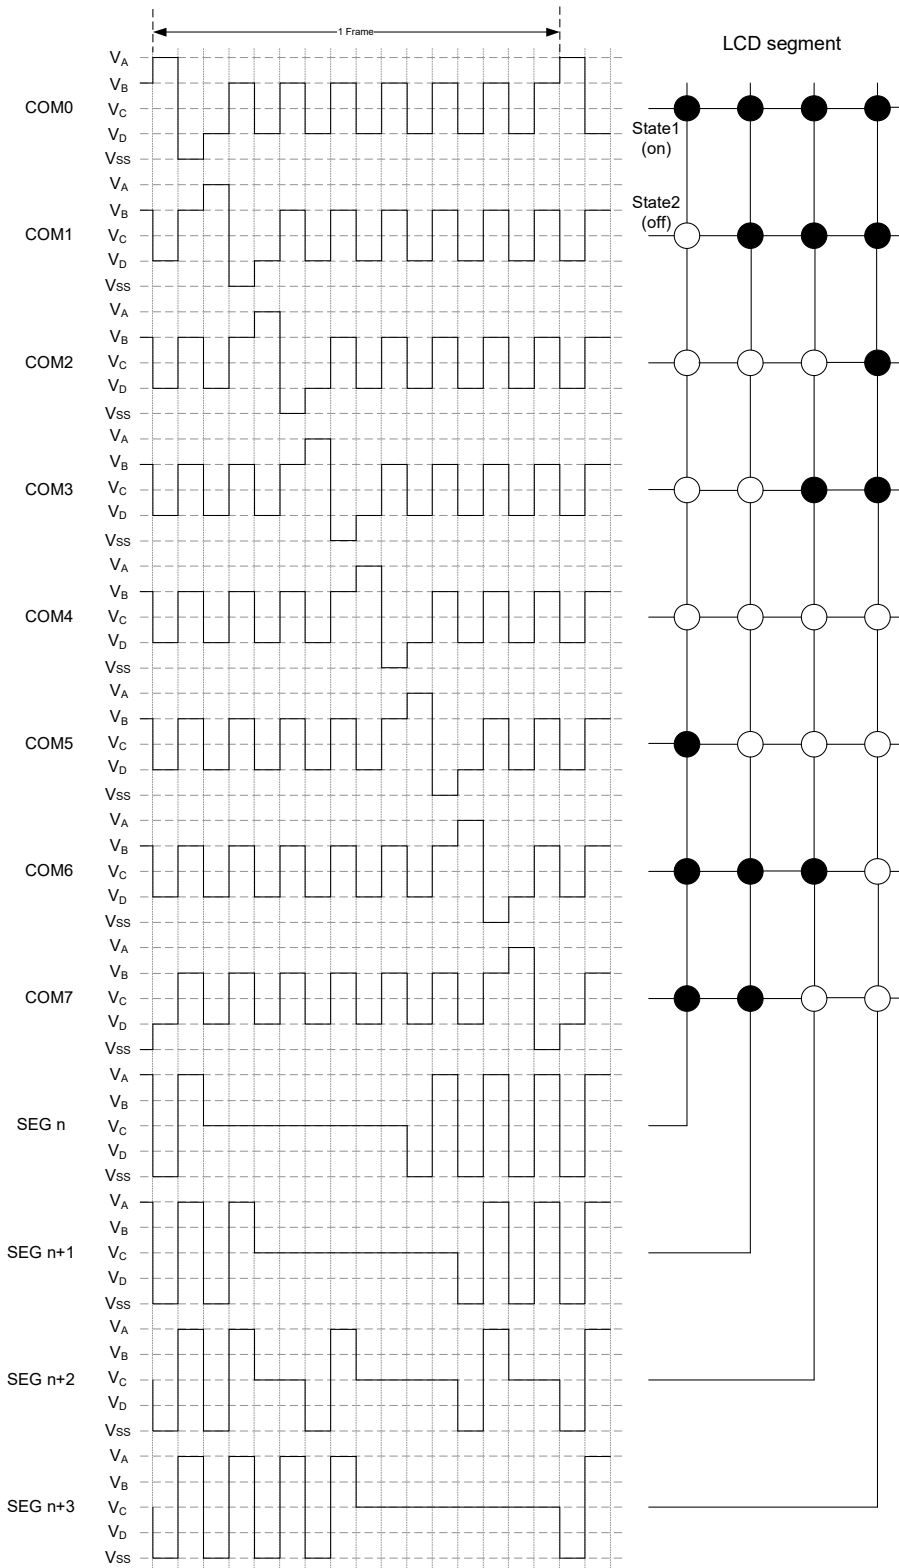 1 Frame
LCD segment
COM0
VA
VB
VC
VD
VSS
State1
(on)
COM1
VA
VB
VC
VD
VSS
State2
(off)
COM2
VA
VB
VC
VD
VSS
COM3
VA
VB
VC
VD
VSS
COM4
VA
VB
VC
VD
VSS
COM5
VA
VB
VC
VD
VSS
COM6
VA
VB
VC
VD
VSS
COM7
VA
VB
VC
VD
VSS
SEG n
VA
VB
VC
VD
VSS
SEG n+1
VA
VB
VC
VD
VSS
SEG n+2
VA
VB
VC
VD
VSS
SEG n+3
VA
VB
VC
VD
VSS